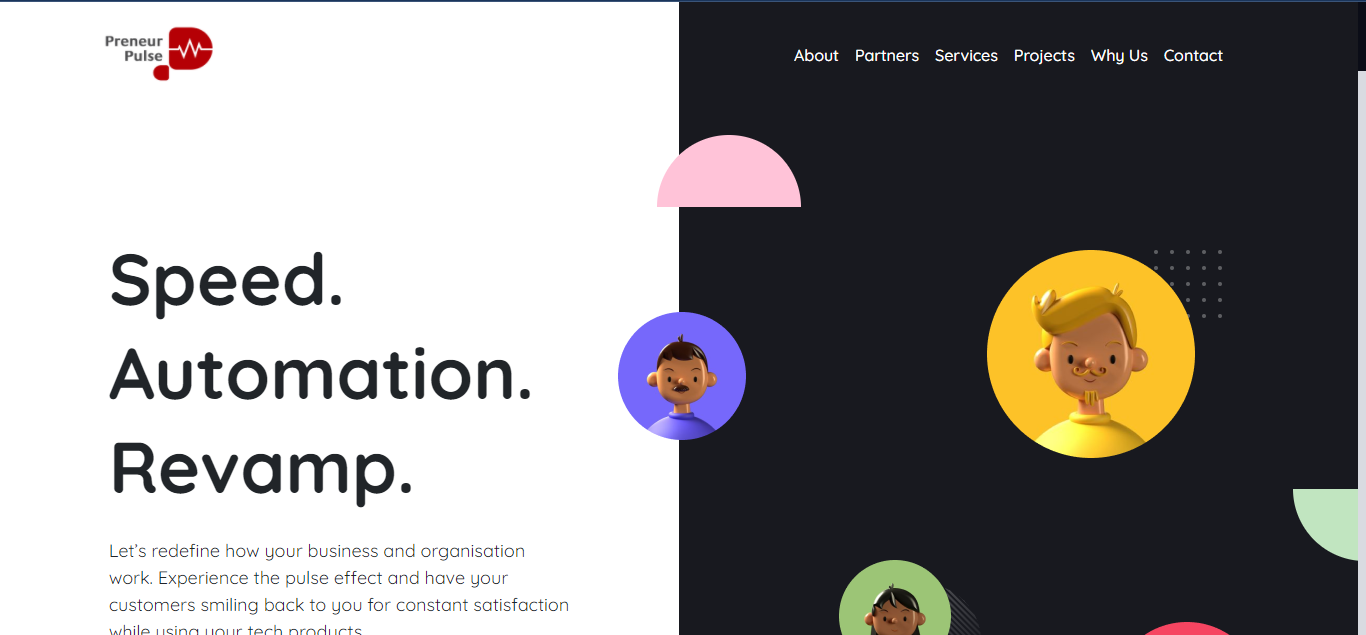 Preneur
Pulse
About Partners Services Projects Why Us Contact
Speed.
Automation.
Revamp.
Let's redefine how your business and organisation
work. Experience the pulse effect and have your
customers smiling back to you for constant satisfaction
while using your tech products.